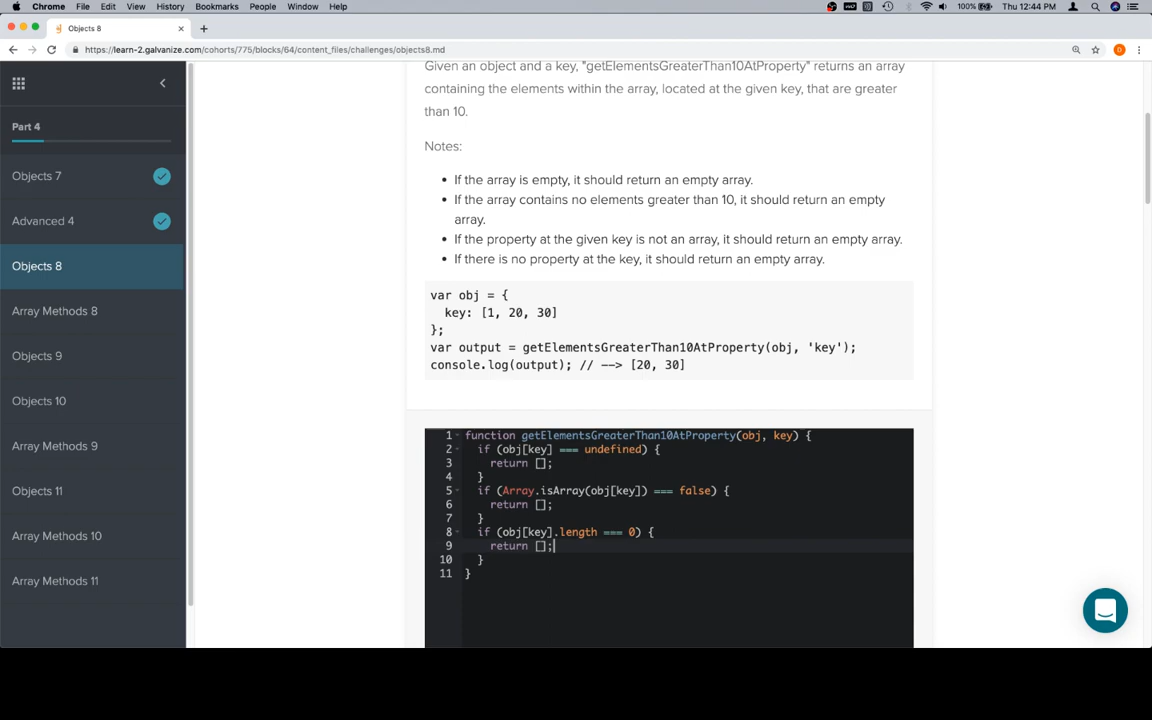 Chrome File Edit View History Bookmarks People Window Help 100% Thu 12:44 PM
Objects 8
https://learn-2.galvanize.com/cohorts/775/blocks/64/content_files/challenges/objects8.md
Part 4
Objects 7
Advanced 4
Objects 8
Array Methods 8
Objects 9
Objects 10
Array Methods 9
Objects 11
Array Methods 10
Array Methods 11
Given an object and a key, "getElementsGreaterThan10AtProperty" returns an array
containing the elements within the array, located at the given key, that are greater
than 10.
Notes:
• If the array is empty, it should return an empty array.
• If the array contains no elements greater than 10, it should return an empty
array.
• If the property at the given key is not an array, it should return an empty array.
• If there is no property at the key, it should return an empty array.
var obj = {
  key: [1, 20, 30]
};
var output = getElementsGreaterThan10AtProperty(obj, 'key');
console.log(output); // --> [20, 30]
1 function getElementsGreaterThan10AtProperty(obj, key) {
2   if (obj[key] === undefined) {
3     return [];
4   }
5   if (Array.isArray(obj[key]) === false) {
6     return [];
7   }
8   if (obj[key].length === 0) {
9     return [];
10   }
11 }